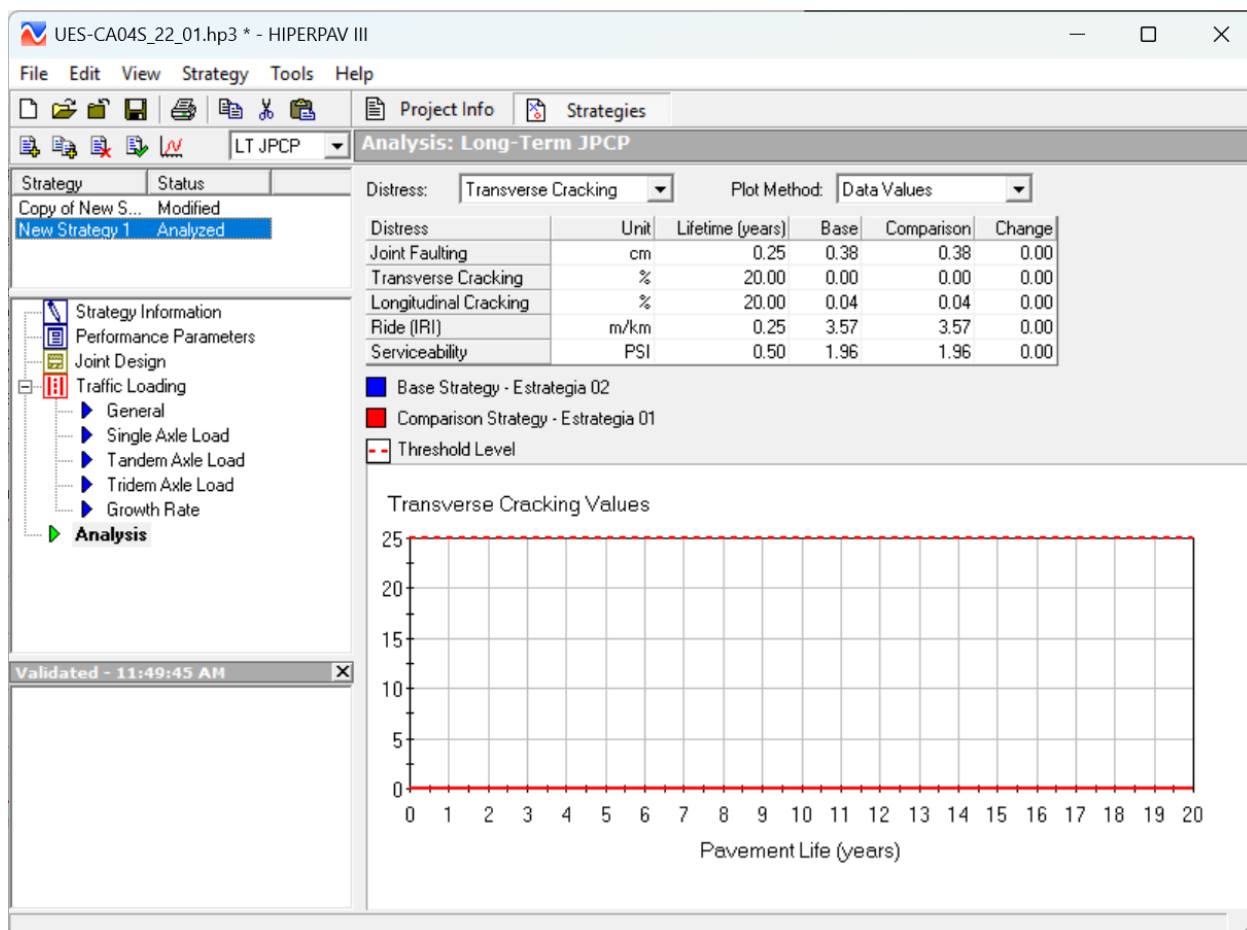 UES-CA04S_22_01.hp3 * - HIPERPAV III
File Edit View Strategy Tools Help
Project Info Strategies
LT JPCP
Analysis: Long-Term JPCP
Strategy Status
Copy of New S... Modified
New Strategy 1 Analyzed
Strategy Information
Performance Parameters
Joint Design
Traffic Loading
General
Single Axle Load
Tandem Axle Load
Tridem Axle Load
Growth Rate
Analysis
Validated - 11:49:45 AM
Distress: Transverse Cracking Plot Method: Data Values
Distress Unit Lifetime (years) Base Comparison Change
Joint Faulting cm 0.25 0.38 0.38 0.00
Transverse Cracking % 20.00 0.00 0.00 0.00
Longitudinal Cracking % 20.00 0.04 0.04 0.00
Ride (IRI) m/km 0.25 3.57 3.57 0.00
Serviceability PSI 0.50 1.96 1.96 0.00
Base Strategy - Estrategia 02
Comparison Strategy - Estrategia 01
Threshold Level
Transverse Cracking Values
25
20
15
10
5
0
0 1 2 3 4 5 6 7 8 9 10 11 12 13 14 15 16 17 18 19 20
Pavement Life (years)